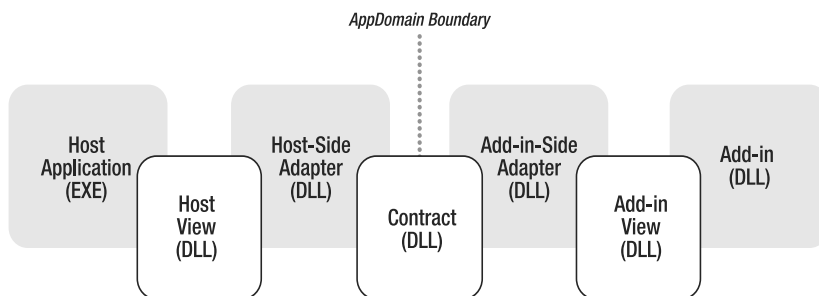 AppDomain Boundary
Host
Application
(EXE)
Host
View
(DLL)
Host-Side
Adapter
(DLL)
Contract
(DLL)
Add-in-Side
Adapter
(DLL)
Add-in
View
(DLL)
Add-in
(DLL)